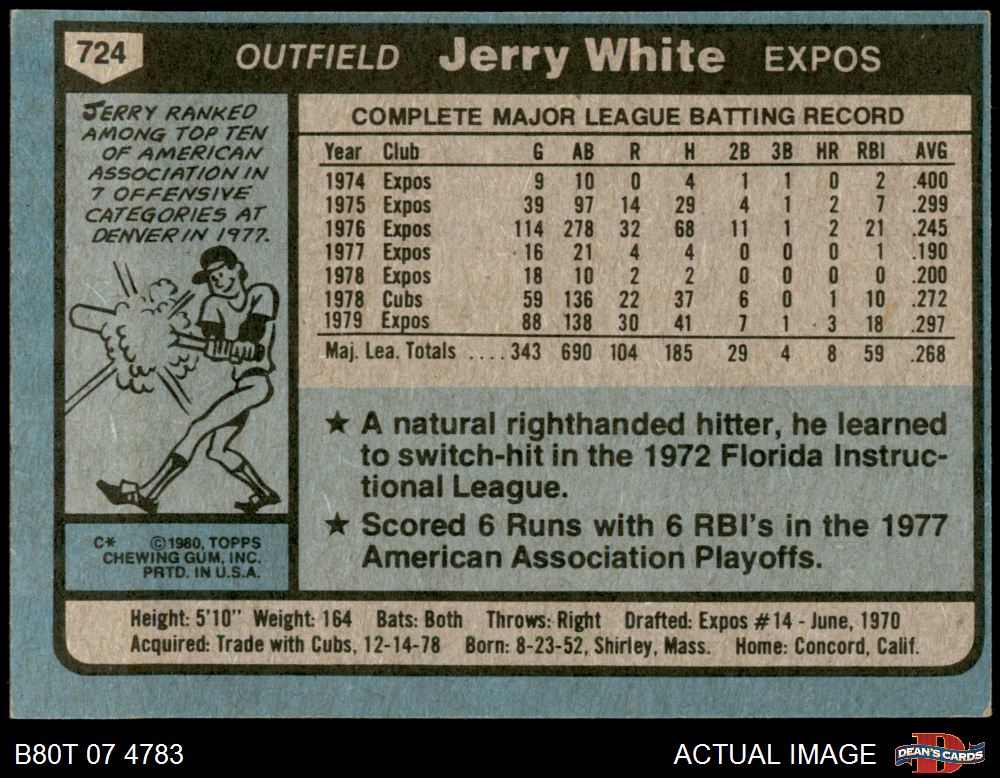 724 OUTFIELD Jerry White EXPOS
JERRY RANKED
AMONG TOP TEN
OF AMERICAN
ASSOCIATION IN
7 OFFENSIVE
CATEGORIES AT
DENVER IN 1977.
C* ©1980, TOPPS
CHEWING GUM, INC.
PRTD. IN U.S.A.
COMPLETE MAJOR LEAGUE BATTING RECORD
Year Club G AB R H 2B 3B HR RBI AVG
1974 Expos 9 10 0 4 1 1 0 2 .400
1975 Expos 39 97 14 29 4 1 2 7 .299
1976 Expos 114 278 32 68 11 1 2 21 .245
1977 Expos 16 21 4 4 0 0 0 1 .190
1978 Expos 18 10 2 2 0 0 0 0 .200
1978 Cubs 59 136 22 37 6 0 1 10 .272
1979 Expos 88 138 30 41 7 1 3 18 .297
Maj. Lea. Totals ....343 690 104 185 29 4 8 59 .268
★ A natural righthanded hitter, he learned
to switch-hit in the 1972 Florida Instruc-
tional League.
★ Scored 6 Runs with 6 RBI's in the 1977
American Association Playoffs.
Height: 5'10" Weight: 164 Bats: Both Throws: Right Drafted: Expos #14 - June, 1970
Acquired: Trade with Cubs, 12-14-78 Born: 8-23-52, Shirley, Mass. Home: Concord, Calif.
B80T 07 4783 ACTUAL IMAGE DEAN'S CARDS